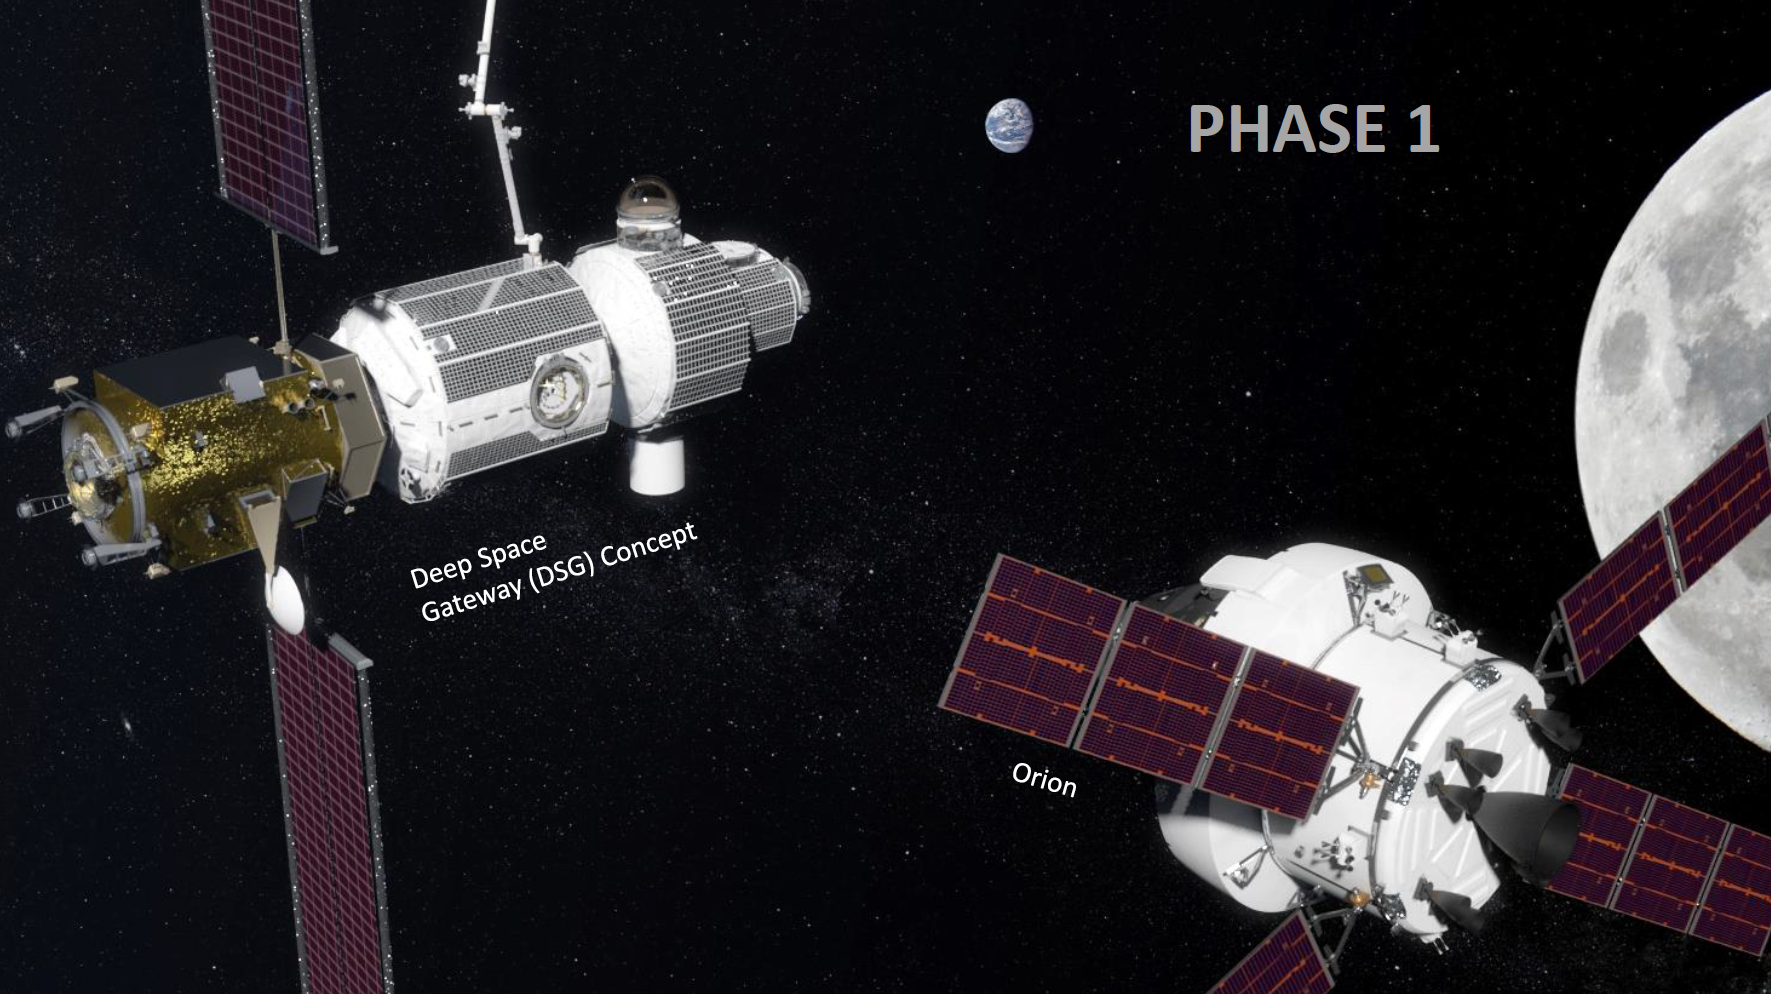 PHASE 1
Deep Space
Gateway (DSG) Concept
Orion